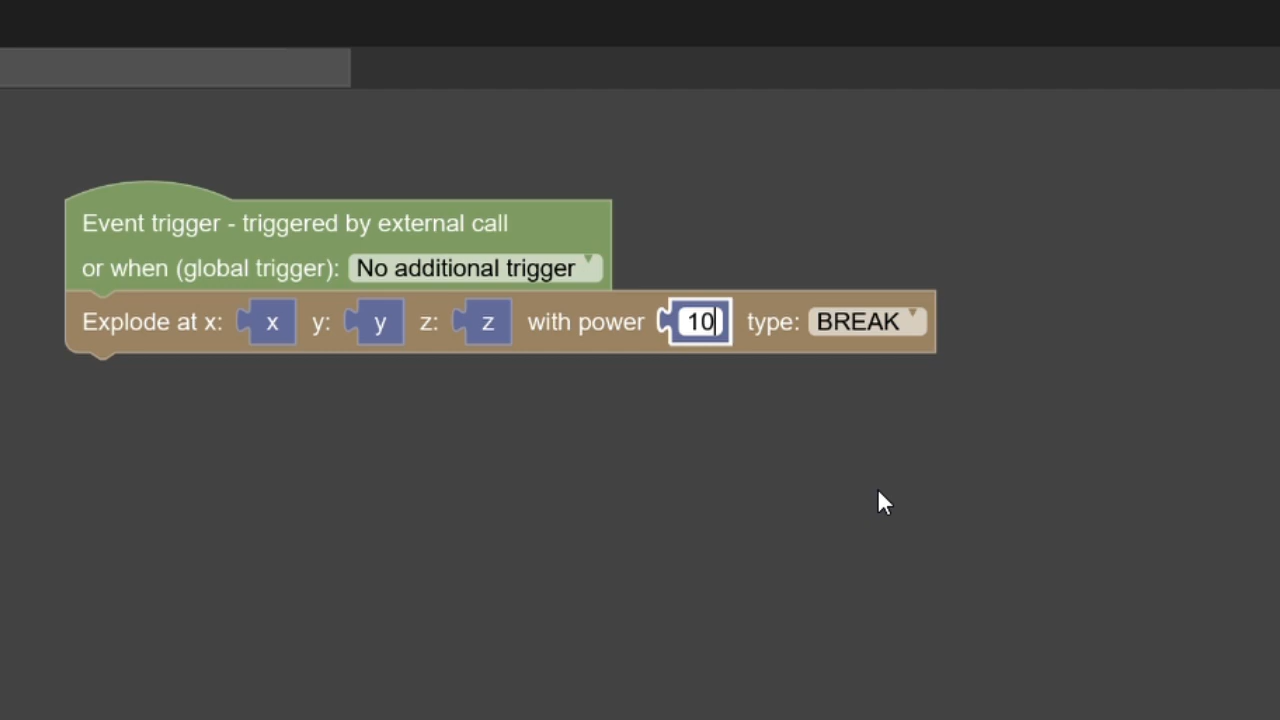 Event trigger - triggered by external call
or when (global trigger): No additional trigger
Explode at x: x y: y z: z with power 10 type: BREAK